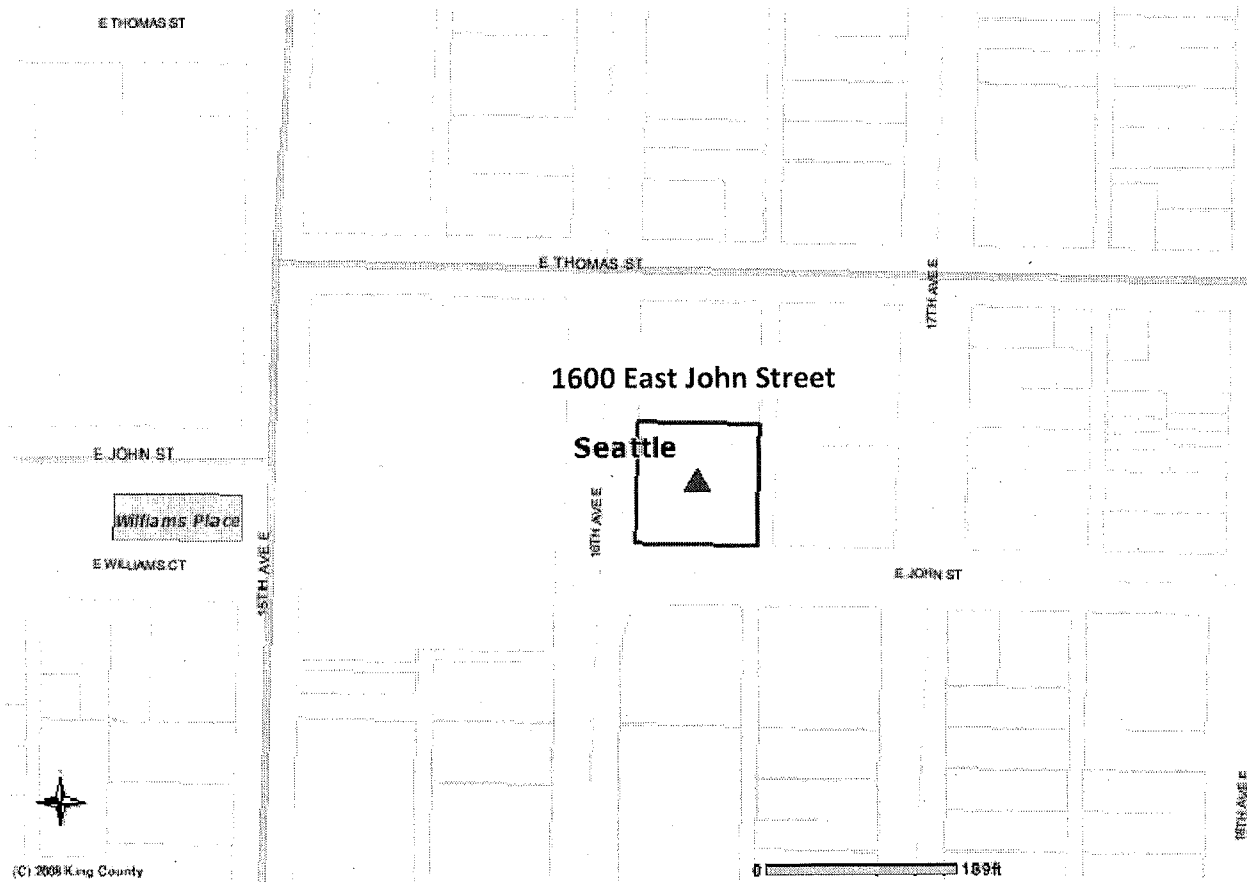 E THOMAS ST
E THOMAS ST
17TH AVE E
1600 East John Street
Seattle
E JOHN ST
Williams Place
16TH AVE E
E WILLIAMS CT
15TH AVE E
E JOHN ST
18TH AVE E
(C) 2008 King County
0 189ft